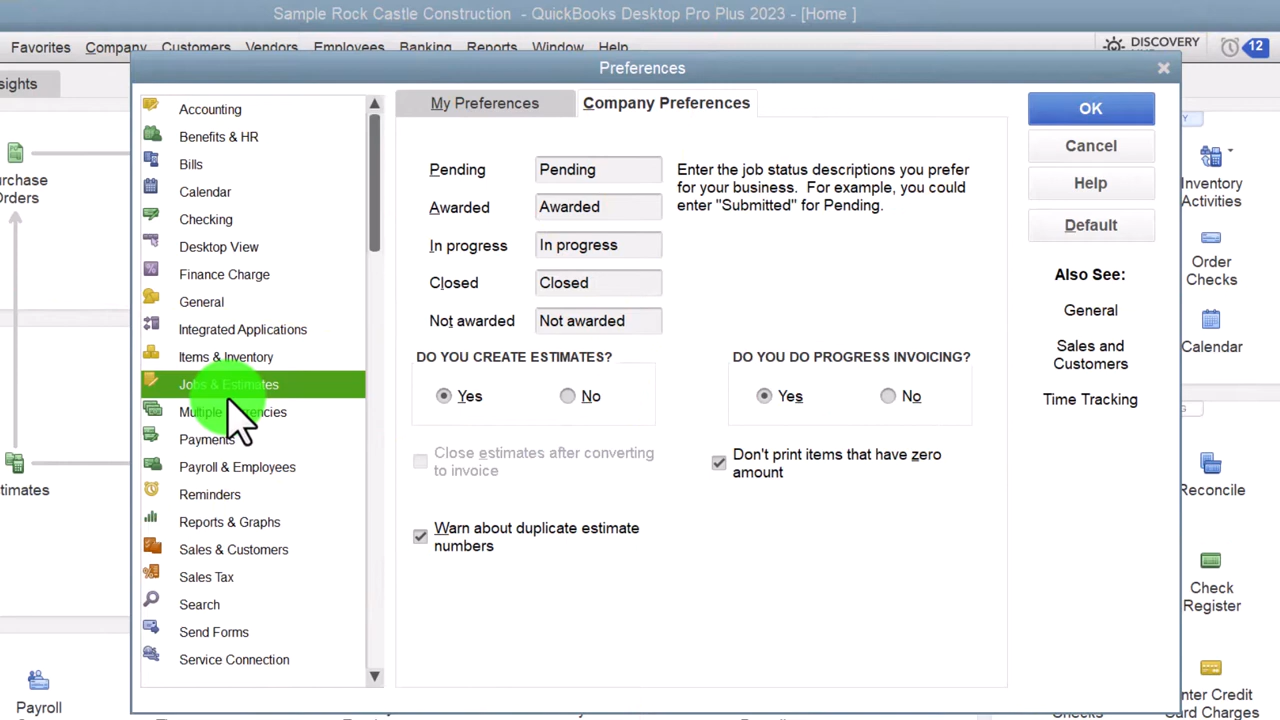 Sample Rock Castle Construction - QuickBooks Desktop Pro Plus 2023 - [Home ]
Favorites Company Customers Vendors Employees Banking Reports Window Help
DISCOVERY
12
sights
Preferences
urchase
Orders
timates
Payroll
Accounting
Benefits & HR
Bills
Calendar
Checking
Desktop View
Finance Charge
General
Integrated Applications
Items & Inventory
Jobs & Estimates
Multiple encies
Payments
Payroll & Employees
Reminders
Reports & Graphs
Sales & Customers
Sales Tax
Search
Send Forms
Service Connection
My Preferences Company Preferences
Pending Pending
Awarded Awarded
In progress In progress
Closed Closed
Not awarded Not awarded
Enter the job status descriptions you prefer
for your business. For example, you could
enter "Submitted" for Pending.
DO YOU CREATE ESTIMATES?
Yes No
Close estimates after converting
to invoice
Warn about duplicate estimate
numbers
DO YOU DO PROGRESS INVOICING?
Yes No
Don't print items that have zero
amount
OK
Cancel
Help
Default
Also See:
General
Sales and
Customers
Time Tracking
Y
Inventory
Activities
Order
Checks
Calendar
G
Reconcile
Check
Register
nter Credit
Card Charges